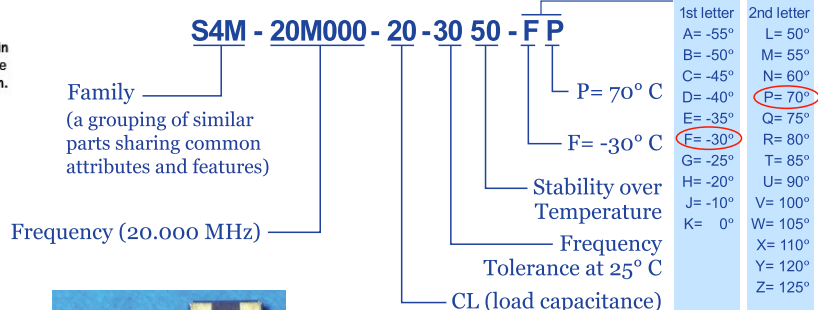 in
e
n.
S4M - 20M000 - 20 - 30 50 - F P
Family
(a grouping of similar
parts sharing common
attributes and features)
Frequency (20.000 MHz)
P= 70° C
F= -30° C
Stability over
Temperature
Frequency
Tolerance at 25° C
CL (load capacitance)
1st letter
A= -55°
B= -50°
C= -45°
D= -40°
E= -35°
F= -30°
G= -25°
H= -20°
J= -10°
K= 0°
2nd letter
L= 50°
M= 55°
N= 60°
P= 70°
Q= 75°
R= 80°
T= 85°
U= 90°
V= 100°
W= 105°
X= 110°
Y= 120°
Z= 125°